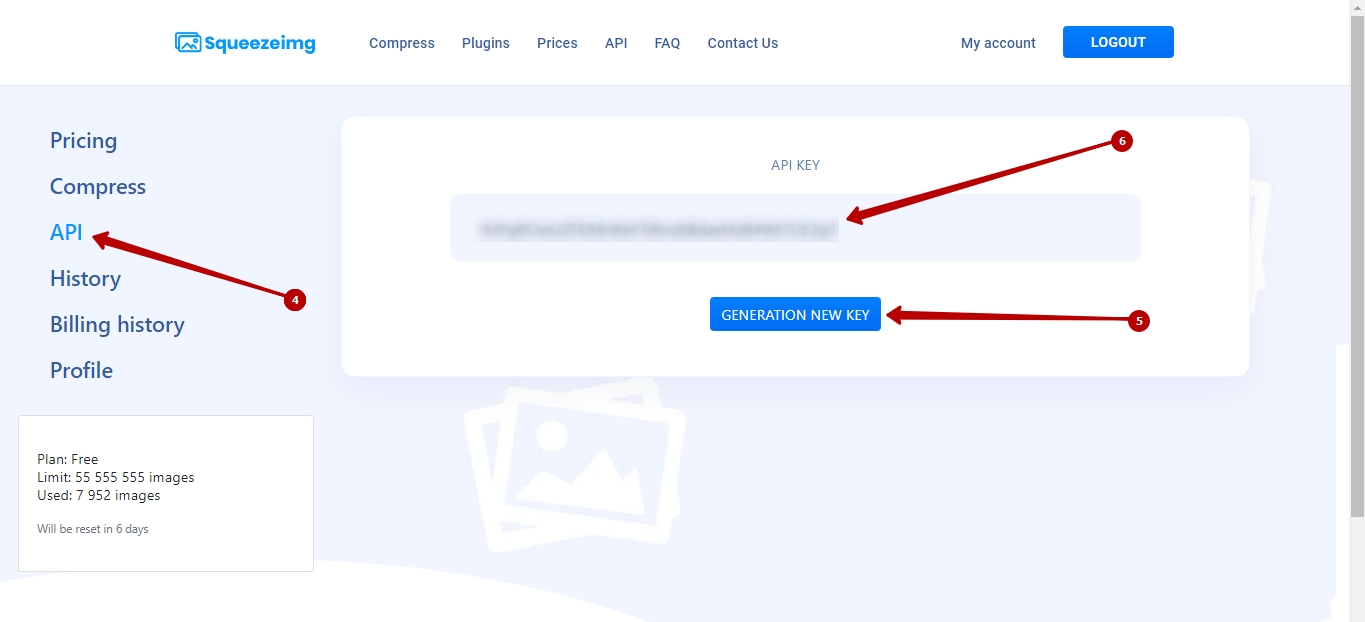 Squeezeimg
Compress Plugins Prices API FAQ Contact Us My account LOGOUT
Pricing
Compress
API
History
Billing history
Profile
4
Plan: Free
Limit: 55 555 555 images
Used: 7 952 images
Will be reset in 6 days
API KEY
6
GENERATION NEW KEY
5